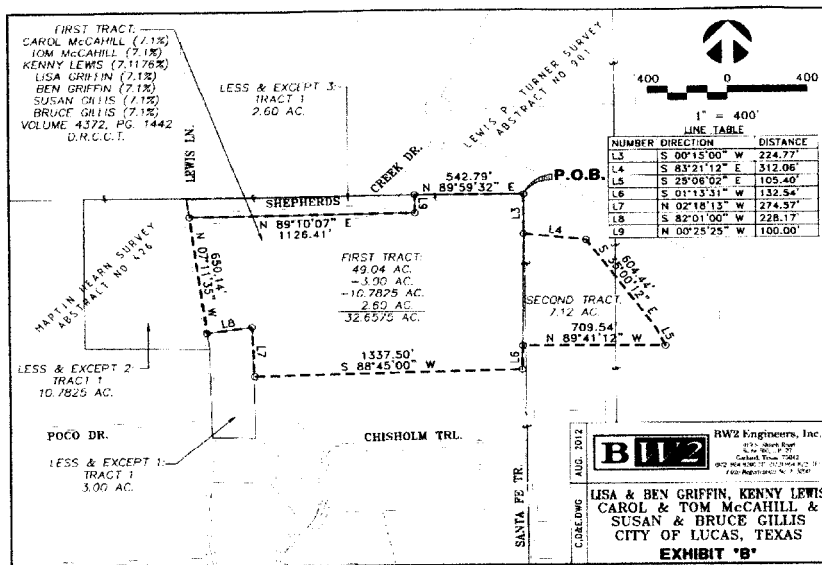 FIRST TRACT:
CAROL McCAHILL (7.1%)
TOM McCAHILL (7.1%)
KENNY LEWIS (7.1176%)
LISA GRIFFIN (7.1%)
BEN GRIFFIN (7.1%)
SUSAN GILLIS (7.1%)
BRUCE GILLIS (7.1%)
VOLUME 4372, PG. 1442
D.R.C.C.T.
LESS & EXCEPT 3:
TRACT 1
2.60 AC.
LEWIS P. TURNER SURVEY
ABSTRACT NO. 901
400 0 400
1" = 400'
LINE TABLE
NUMBER DIRECTION DISTANCE
L3 S 00°15'00" W 224.77'
L4 S 83°21'12" E 312.06'
L5 S 25°06'02" E 105.40'
L6 S 01°13'31" W 132.54'
L7 N 02°18'13" W 274.57'
L8 S 82°01'00" W 228.17'
L9 N 00°25'25" W 100.00'
LEWIS LN.
SHEPHERDS CREEK DR.
542.79'
N 89°59'32" E
P.O.B.
L9
L3
L4
N 89°10'07" E
1126.41'
MARTIN HEARN SURVEY
ABSTRACT NO 426
650.14'
N 07°11'35" W
FIRST TRACT:
49.04 AC.
-3.00 AC.
-10.7825 AC.
2.60 AC.
32.6575 AC.
604.44'
S 36°00'12" E
SECOND TRACT:
7.12 AC.
709.54'
N 89°41'12" W
L5
L8
L7
L6
1337.50'
S 88°45'00" W
LESS & EXCEPT 2:
TRACT 1
10.7825 AC.
POCO DR.
CHISHOLM TRL.
LESS & EXCEPT 1:
TRACT 1
3.00 AC.
SANTA FE TR.
AUG. 2012
C.D&E.DWG
BW2
BW2 Engineers, Inc.
Garland, Texas 75042
LISA & BEN GRIFFIN, KENNY LEWIS
CAROL & TOM McCAHILL &
SUSAN & BRUCE GILLIS
CITY OF LUCAS, TEXAS
EXHIBIT "B"